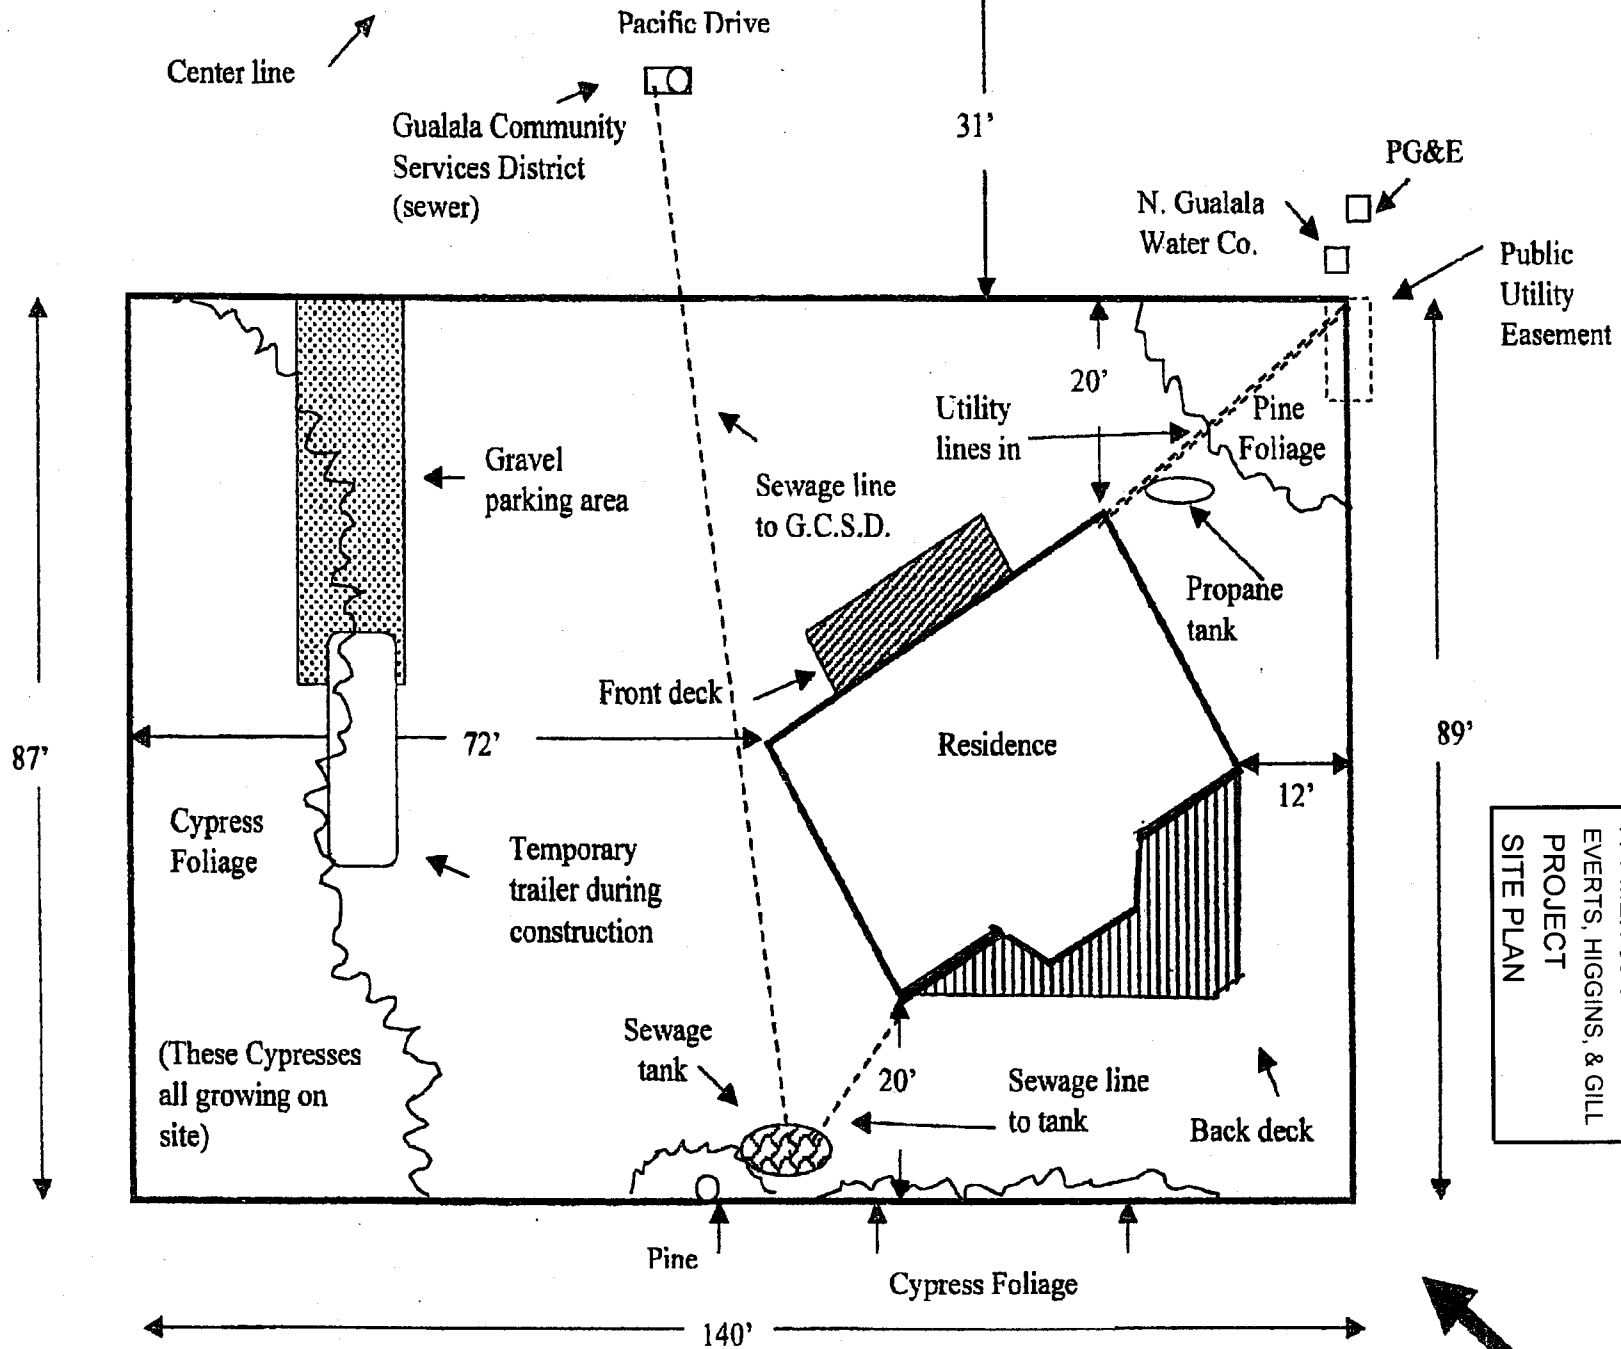 Pacific Drive
Center line
Gualala Community
Services District
(sewer)
31'
PG&E
N. Gualala
Water Co.
Public
Utility
Easement
20'
Utility
lines in
Pine
Foliage
Gravel
parking area
Sewage line
to G.C.S.D.
Propane
tank
Front deck
87'
72'
Residence
89'
12'
Cypress
Foliage
Temporary
trailer during
construction
EVERTS, HIGGINS, & GILL
PROJECT
SITE PLAN
(These Cypresses
all growing on
site)
Sewage
tank
20'
Sewage line
to tank
Back deck
Pine
Cypress Foliage
140'